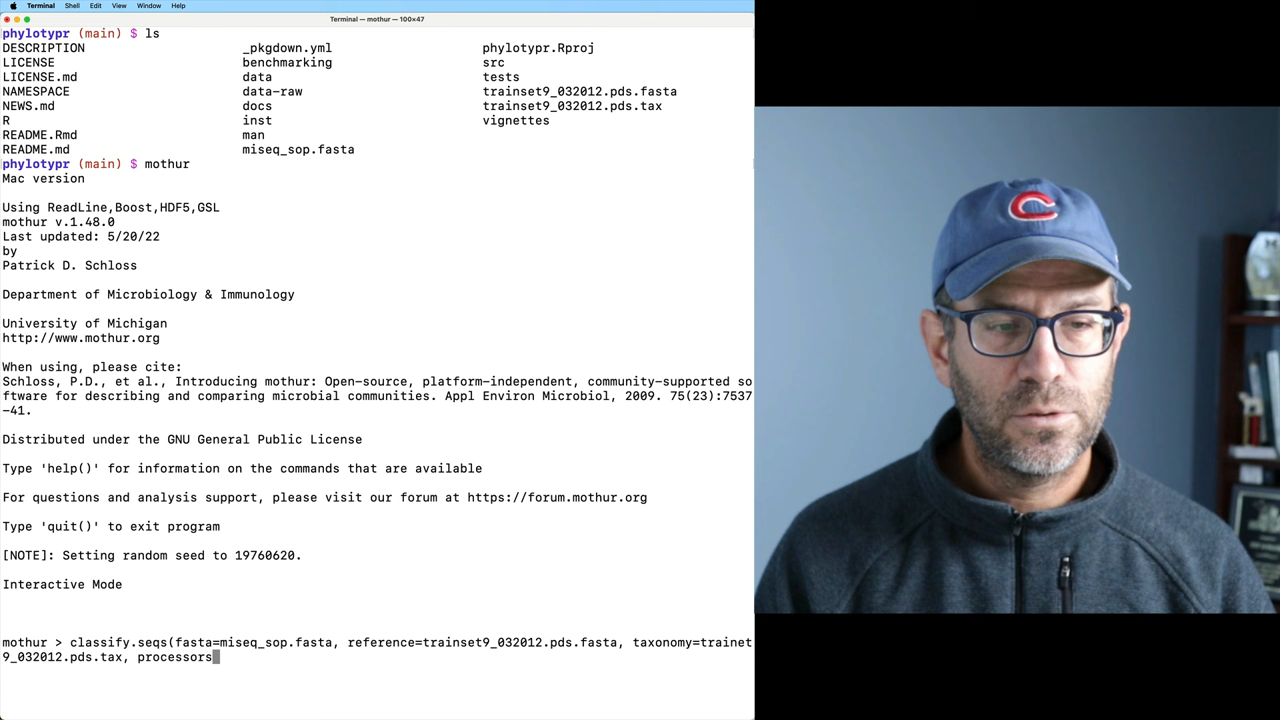 Terminal Shell Edit View Window Help
Terminal — mothur — 100×47
phylotypr (main) $ ls
DESCRIPTION _pkgdown.yml phylotypr.Rproj
LICENSE benchmarking src
LICENSE.md data tests
NAMESPACE data-raw trainset9_032012.pds.fasta
NEWS.md docs trainset9_032012.pds.tax
R inst vignettes
README.Rmd man
README.md miseq_sop.fasta
phylotypr (main) $ mothur
Mac version
Using ReadLine,Boost,HDF5,GSL
mothur v.1.48.0
Last updated: 5/20/22
by
Patrick D. Schloss
Department of Microbiology & Immunology
University of Michigan
http://www.mothur.org
When using, please cite:
Schloss, P.D., et al., Introducing mothur: Open-source, platform-independent, community-supported so
ftware for describing and comparing microbial communities. Appl Environ Microbiol, 2009. 75(23):7537
-41.
Distributed under the GNU General Public License
Type 'help()' for information on the commands that are available
For questions and analysis support, please visit our forum at https://forum.mothur.org
Type 'quit()' to exit program
[NOTE]: Setting random seed to 19760620.
Interactive Mode
mothur > classify.seqs(fasta=miseq_sop.fasta, reference=trainset9_032012.pds.fasta, taxonomy=trainet
9_032012.pds.tax, processors
C